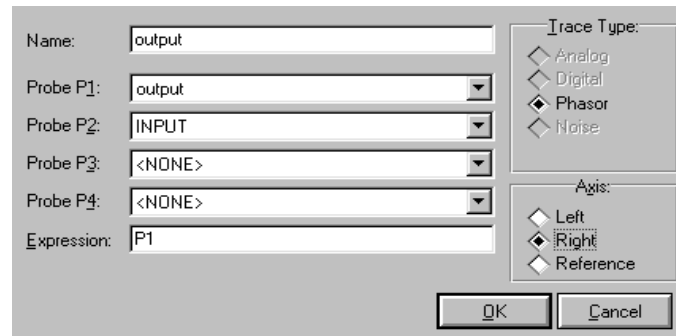 Name: output
Probe P1: output
Probe P2: INPUT
Probe P3: <NONE>
Probe P4: <NONE>
Expression: P1
Trace Type:
Analog
Digital
Phasor
Noise
Axis:
Left
Right
Reference
OK Cancel